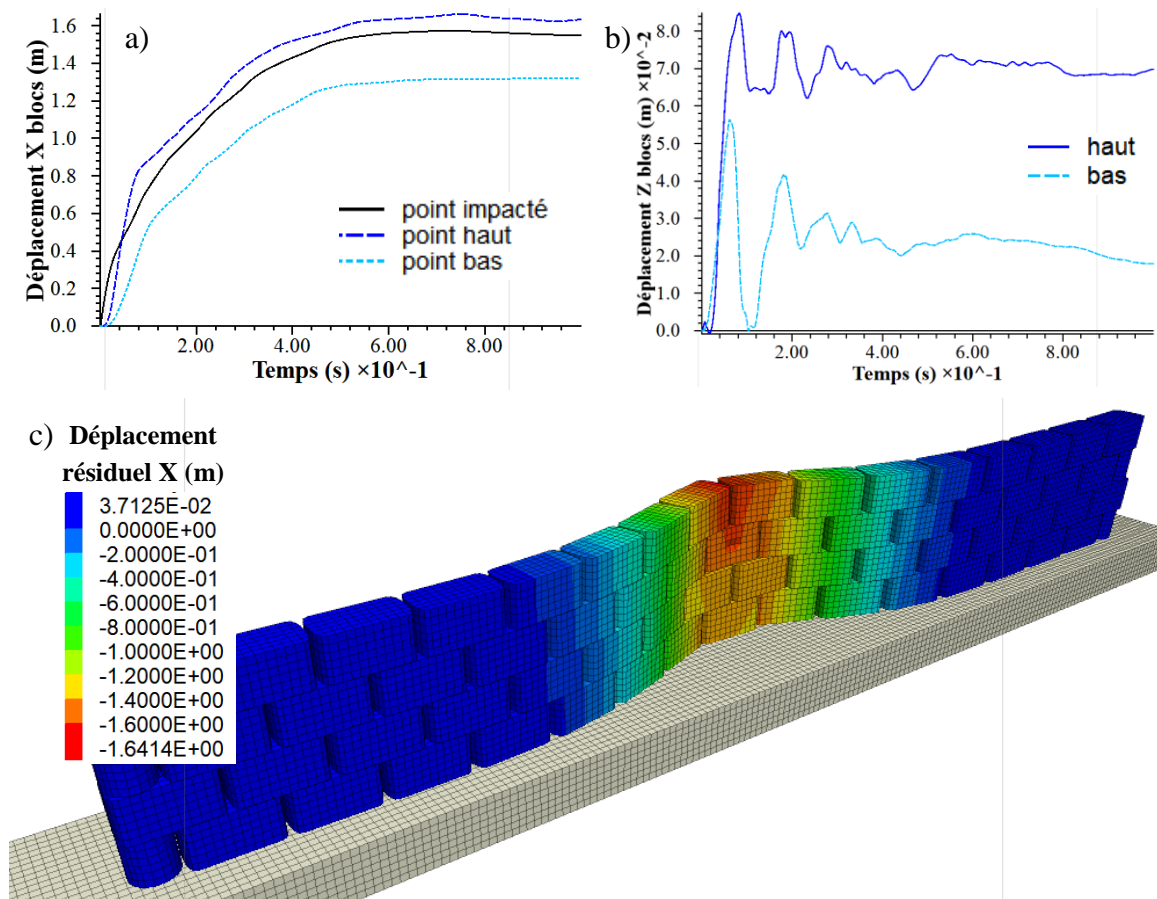 a)
Déplacement X blocs (m)
1.6
1.4
1.2
1.0
0.8
0.6
0.4
0.2
0.0
point impacté
point haut
point bas
2.00
4.00
6.00
8.00
Temps (s) ×10^-1
b)
Déplacement Z blocs (m) ×10^-2
8.0
7.0
6.0
5.0
4.0
3.0
2.0
1.0
0.0
haut
bas
2.00
4.00
6.00
8.00
Temps (s) ×10^-1
c) Déplacement
résiduel X (m)
3.7125E-02
0.0000E+00
-2.0000E-01
-4.0000E-01
-6.0000E-01
-8.0000E-01
-1.0000E+00
-1.2000E+00
-1.4000E+00
-1.6000E+00
-1.6414E+00